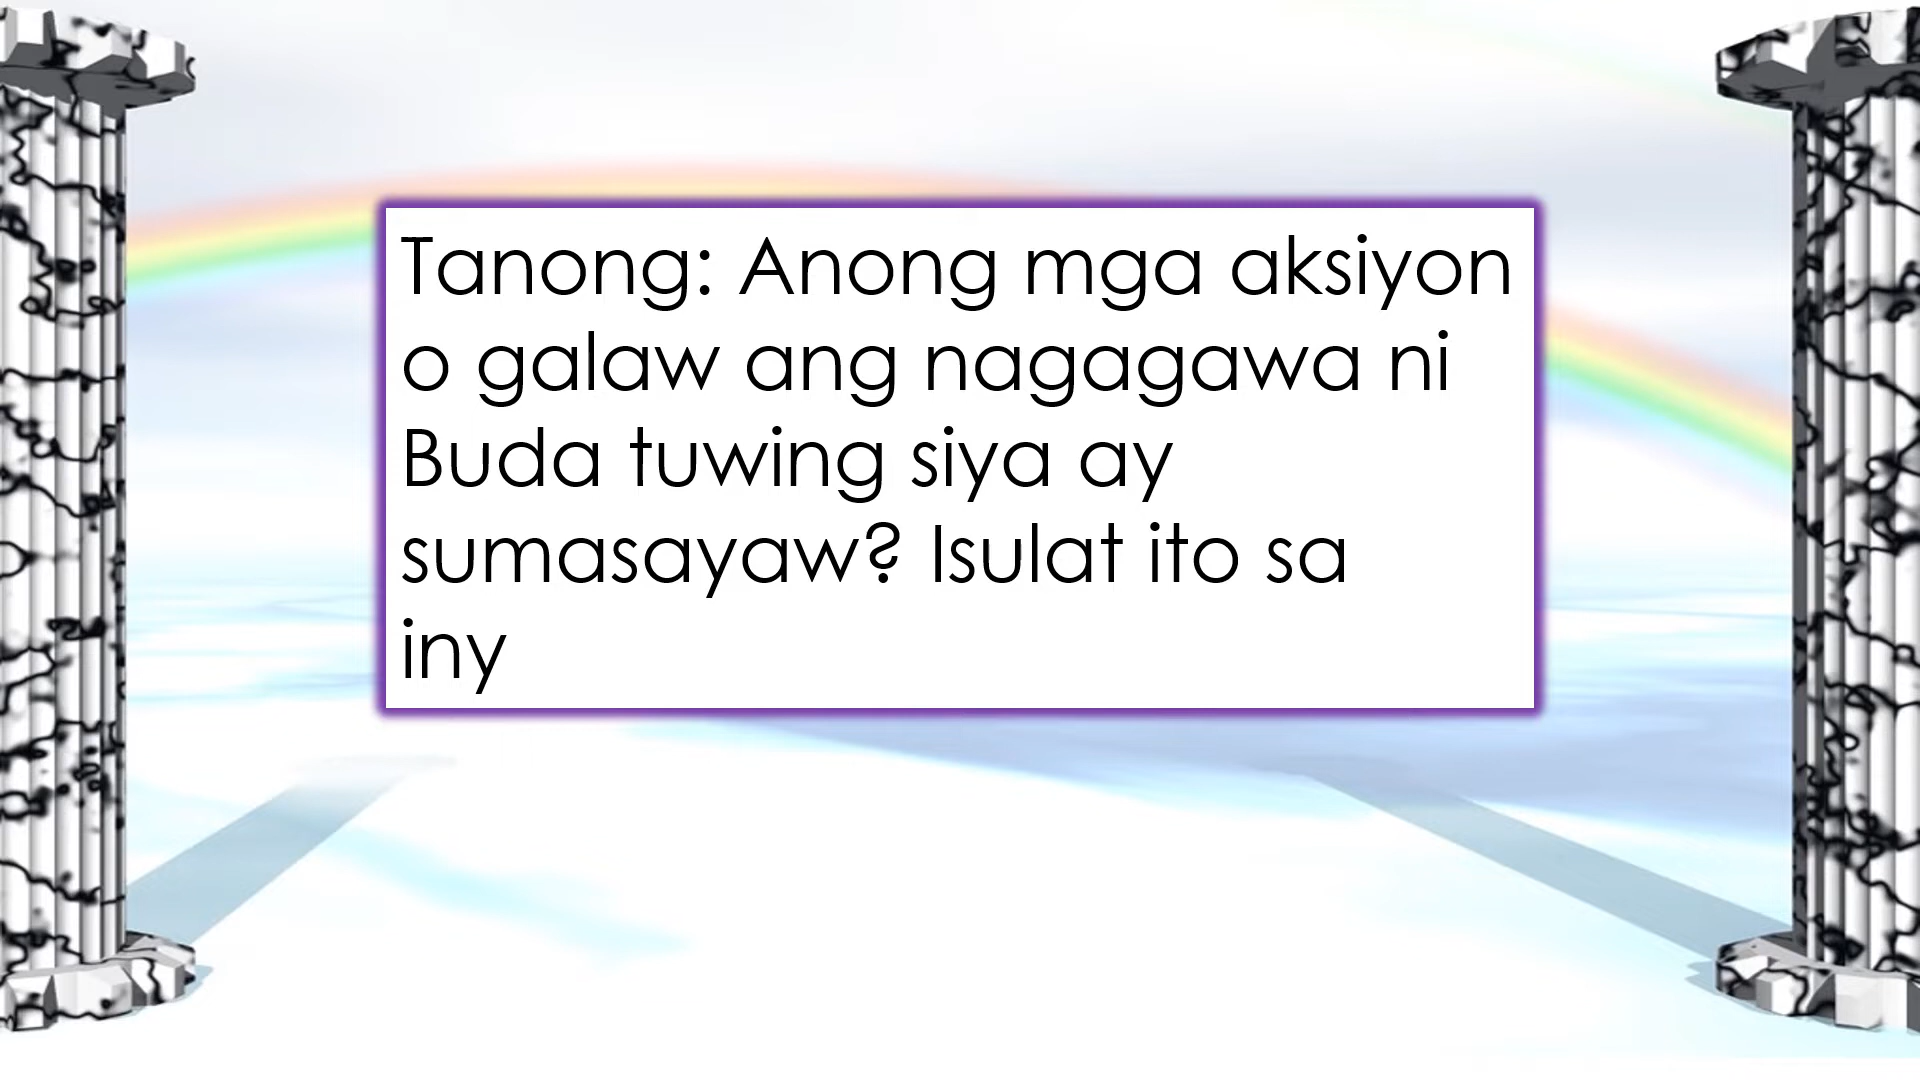 Tanong: Anong mga aksiyon
o galaw ang nagagawa ni
Buda tuwing siya ay
sumasayaw? Isulat ito sa
iny